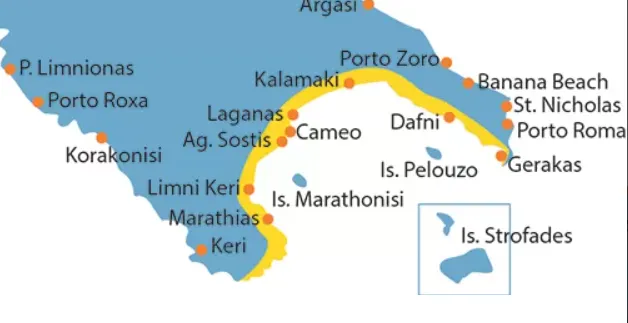 Argasi
Porto Zoro
P. Limnionas
Kalamaki
Banana Beach
Porto Roxa
St. Nicholas
Laganas
Dafni
Porto Roma
Cameo
Ag. Sostis
Korakonisi
Gerakas
Is. Pelouzo
Limni Keri
Is. Marathonisi
Marathias
Is. Strofades
Keri